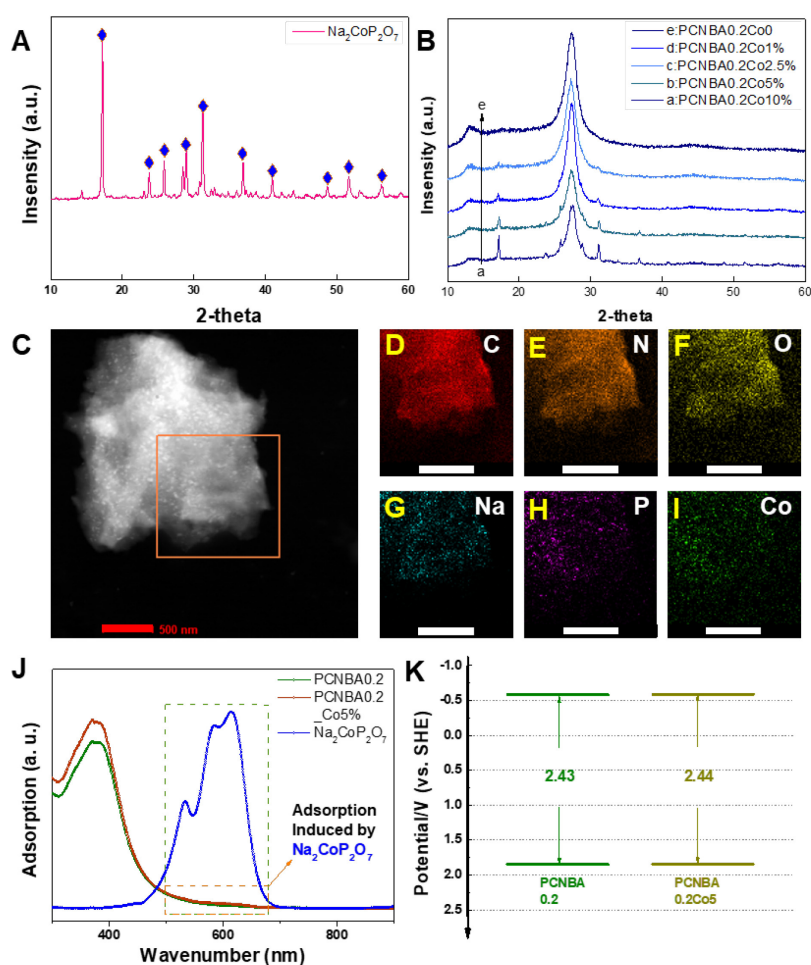 A
Na₂CoP₂O₇
Insensity (a.u.)
10 20 30 40 50 60
2-theta
B
e:PCNBA0.2Co0
d:PCNBA0.2Co1%
c:PCNBA0.2Co2.5%
b:PCNBA0.2Co5%
a:PCNBA0.2Co10%
e
a
Insensity (a.u.)
10 20 30 40 50 60
2-theta
C
500 nm
D C
E N
F O
G Na
H P
I Co
J
PCNBA0.2
PCNBA0.2
_Co5%
Na₂CoP₂O₇
Adsorption
Induced by
Na₂CoP₂O₇
Adsorption (a. u.)
400 600 800
Wavenumber (nm)
K
Potential/V (vs. SHE)
-1.0
-0.5
0.0
0.5
1.0
1.5
2.0
2.5
2.43 2.44
PCNBA PCNBA
0.2 0.2Co5